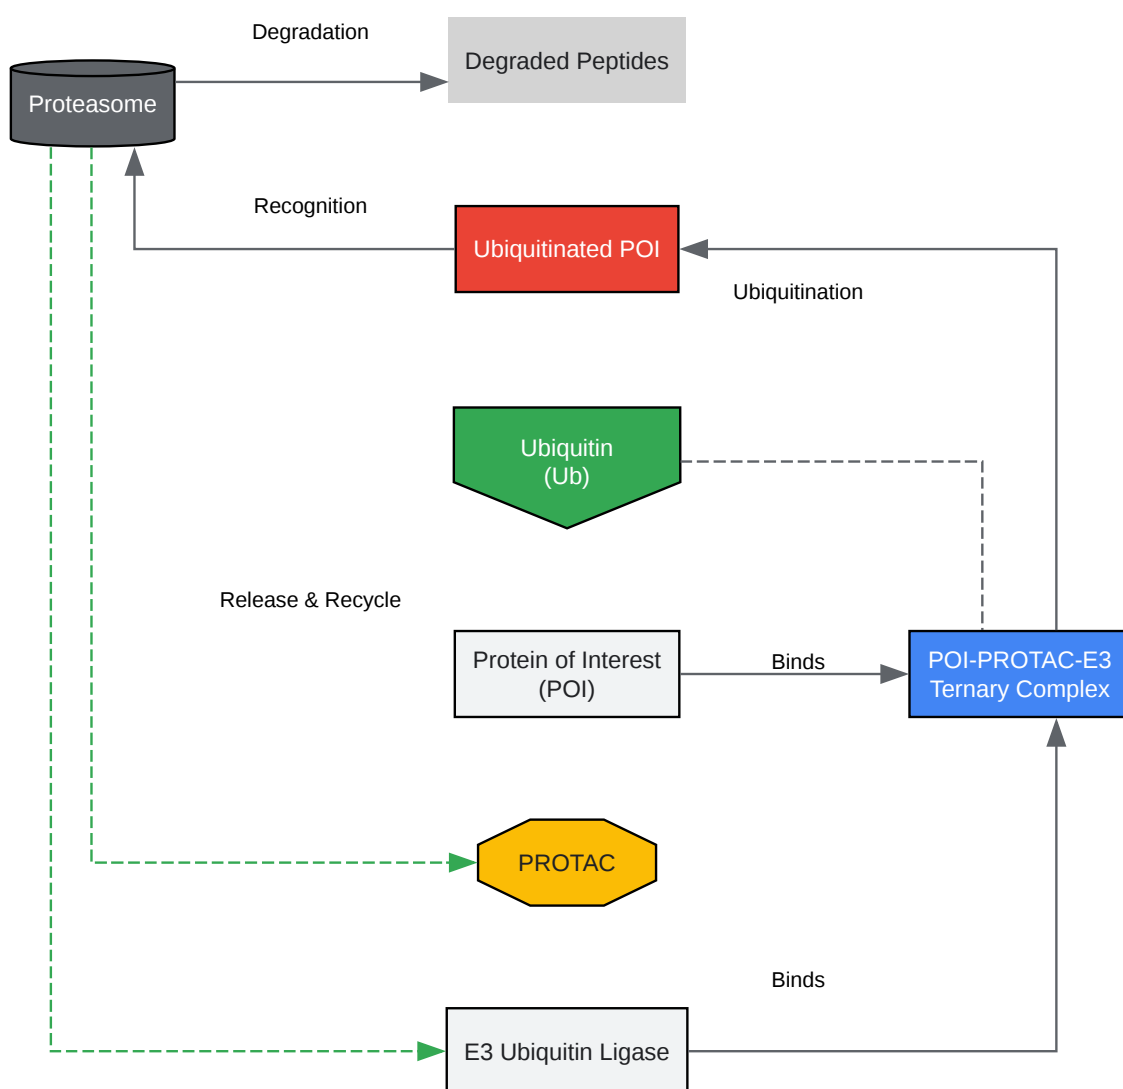 Degradation
Degraded Peptides
Proteasome
Recognition
Ubiquitinated POI
Ubiquitination
Ubiquitin
(Ub)
Release & Recycle
Protein of Interest
(POI)
Binds
POI-PROTAC-E3
Ternary Complex
PROTAC
Binds
E3 Ubiquitin Ligase